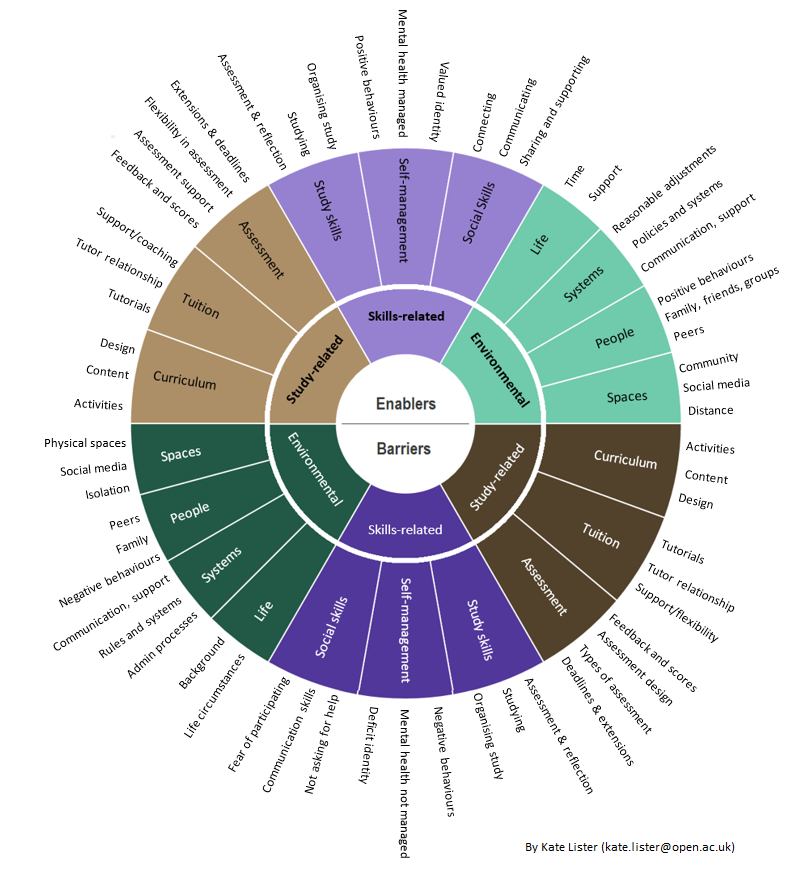 Enablers
Barriers
Skills-related
Study skills
Assessment & reflection
Studying
Organising study
Self-management
Positive behaviours
Mental health managed
Valued identity
Social Skills
Connecting
Communicating
Sharing and supporting
Environmental
Life
Time
Support
Systems
Reasonable adjustments
Policies and systems
Communication, support
People
Positive behaviours
Family, friends, groups
Peers
Spaces
Community
Social media
Distance
Study-related
Curriculum
Activities
Content
Design
Tuition
Tutorials
Tutor relationship
Support/flexibility
Assessment
Feedback and scores
Assessment design
Types of assessment
Deadlines & extensions
Skills-related
Study skills
Assessment & reflection
Studying
Organising study
Self-management
Negative behaviours
Mental health not managed
Deficit identity
Social skills
Not asking for help
Communication skills
Fear of participating
Environmental
Life
Life circumstances
Background
Systems
Admin processes
Rules and systems
Communication, support
People
Negative behaviours
Family
Peers
Spaces
Isolation
Social media
Physical spaces
Study-related
Curriculum
Activities
Content
Design
Tuition
Tutorials
Tutor relationship
Support/coaching
Assessment
Feedback and scores
Assessment support
Flexibility in assessment
Extensions & deadlines
By Kate Lister (kate.lister@open.ac.uk)